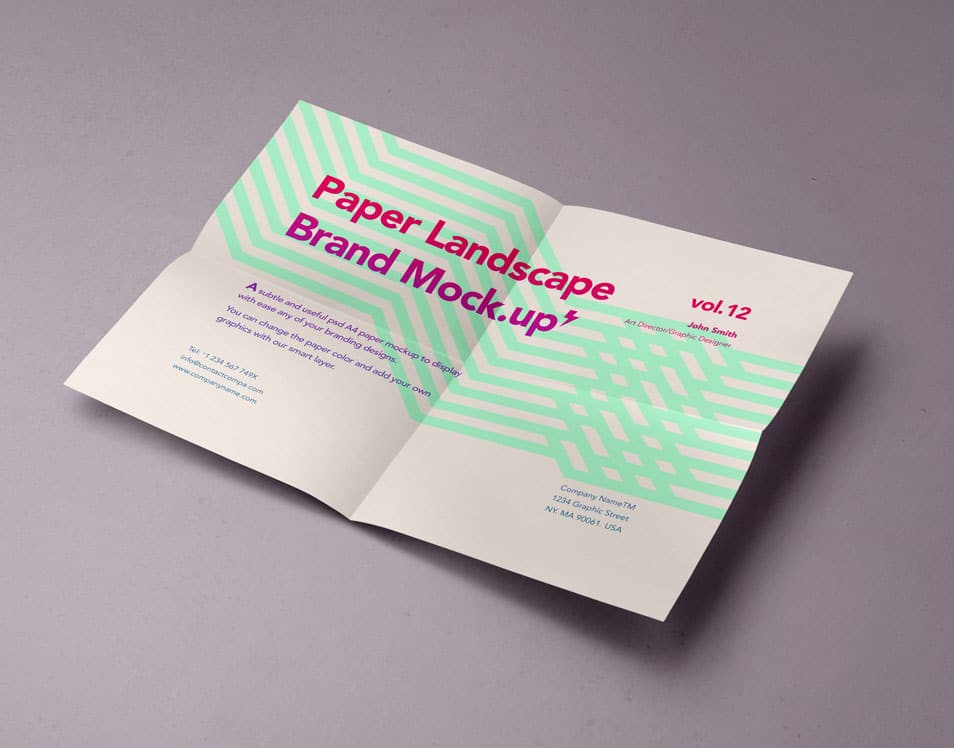 Paper Landscape
Brand Mock.up
vol.12
John Smith
Art Director/Graphic Designer
A subtle and useful psd A4 paper mockup to display
with ease any of your branding designs.
You can change the paper color and add your own
graphics with our smart layer.
Tel: +1 234 567 749X
info@contactcompa.com
www.companyname.com
Company NameTM
1234 Graphic Street
NY. MA 90061. USA